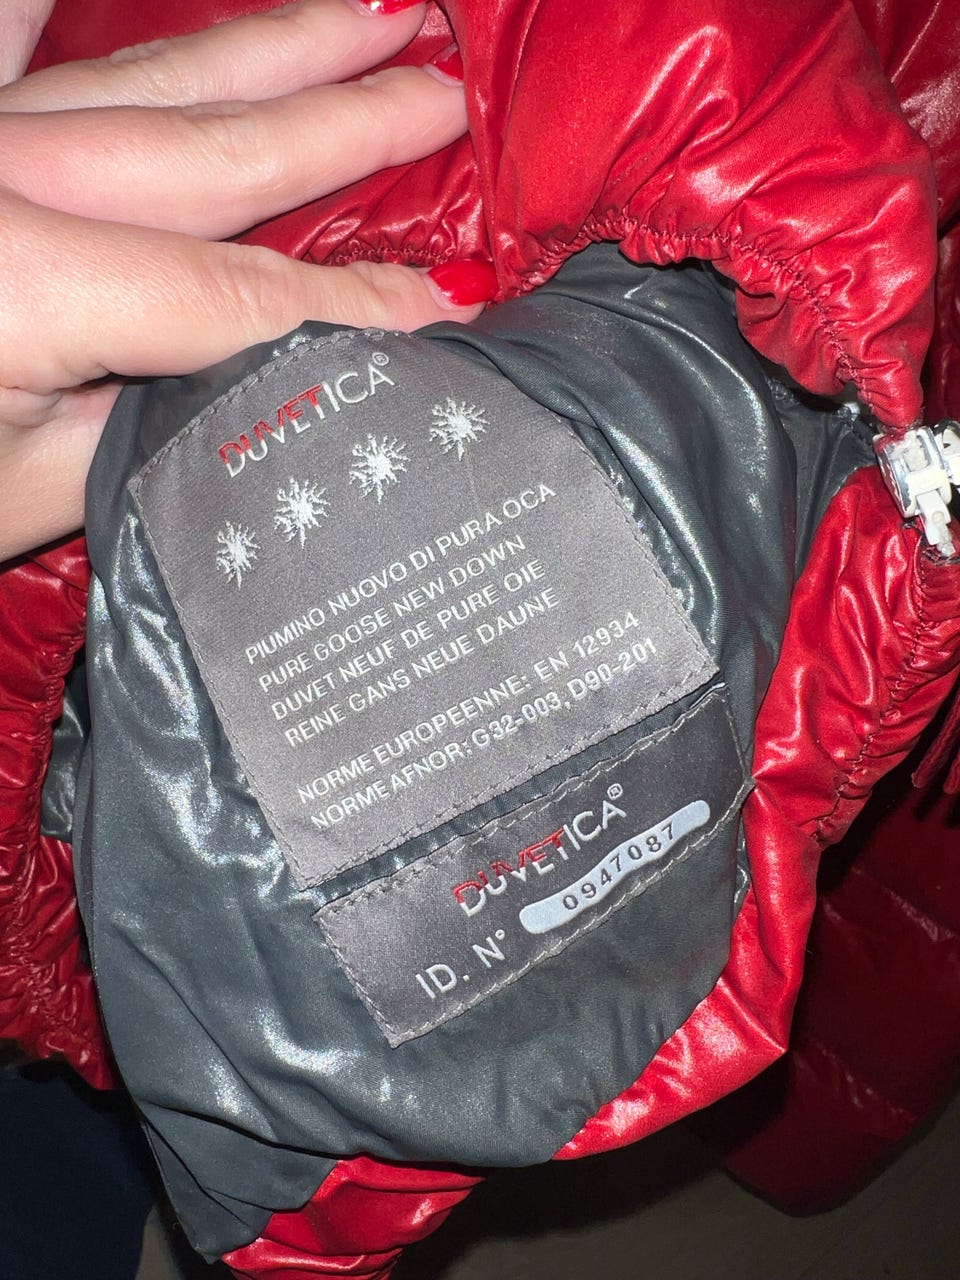 DUVETICA®
PIUMINO NUOVO DI PURA OCA
PURE GOOSE NEW DOWN
DUVET NEUF DE PURE OIE
REINE GANS NEUE DAUNE
NORME EUROPEENNE: EN 12934
NORME AFNOR: G32-003, D90-201
DUVETICA®
ID. N° 0947087